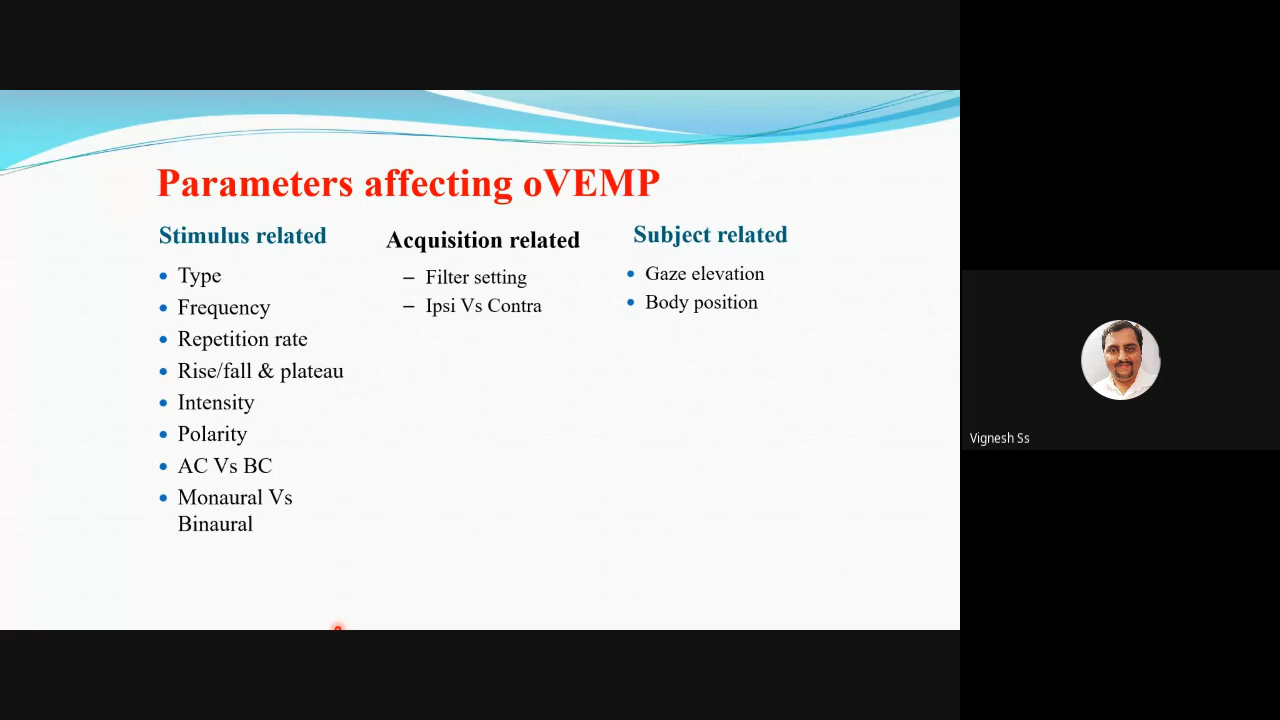 Parameters affecting oVEMP
Stimulus related
• Type
• Frequency
• Repetition rate
• Rise/fall & plateau
• Intensity
• Polarity
• AC Vs BC
• Monaural Vs
Binaural
Acquisition related
– Filter setting
– Ipsi Vs Contra
Subject related
• Gaze elevation
• Body position
Vignesh Ss